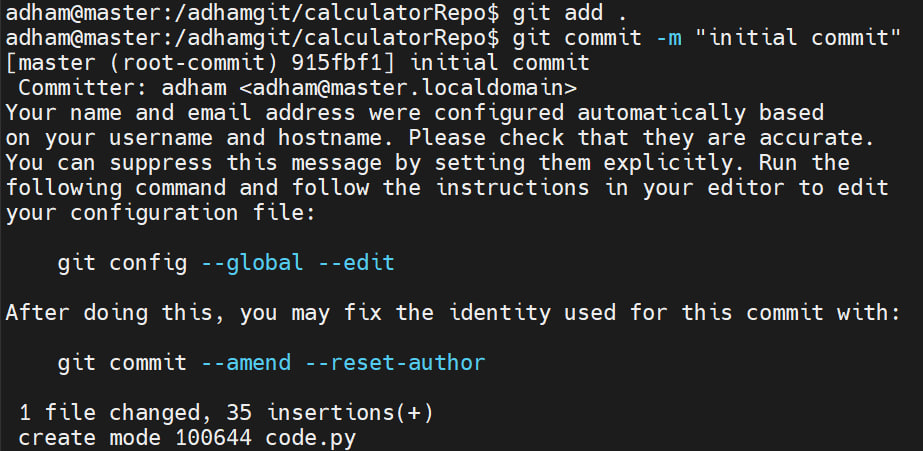 adham@master:/adhamgit/calculatorRepo$ git add .
adham@master:/adhamgit/calculatorRepo$ git commit -m "initial commit"
[master (root-commit) 915fbf1] initial commit
 Committer: adham <adham@master.localdomain>
Your name and email address were configured automatically based
on your username and hostname. Please check that they are accurate.
You can suppress this message by setting them explicitly. Run the
following command and follow the instructions in your editor to edit
your configuration file:

    git config --global --edit

After doing this, you may fix the identity used for this commit with:

    git commit --amend --reset-author

 1 file changed, 35 insertions(+)
 create mode 100644 code.py